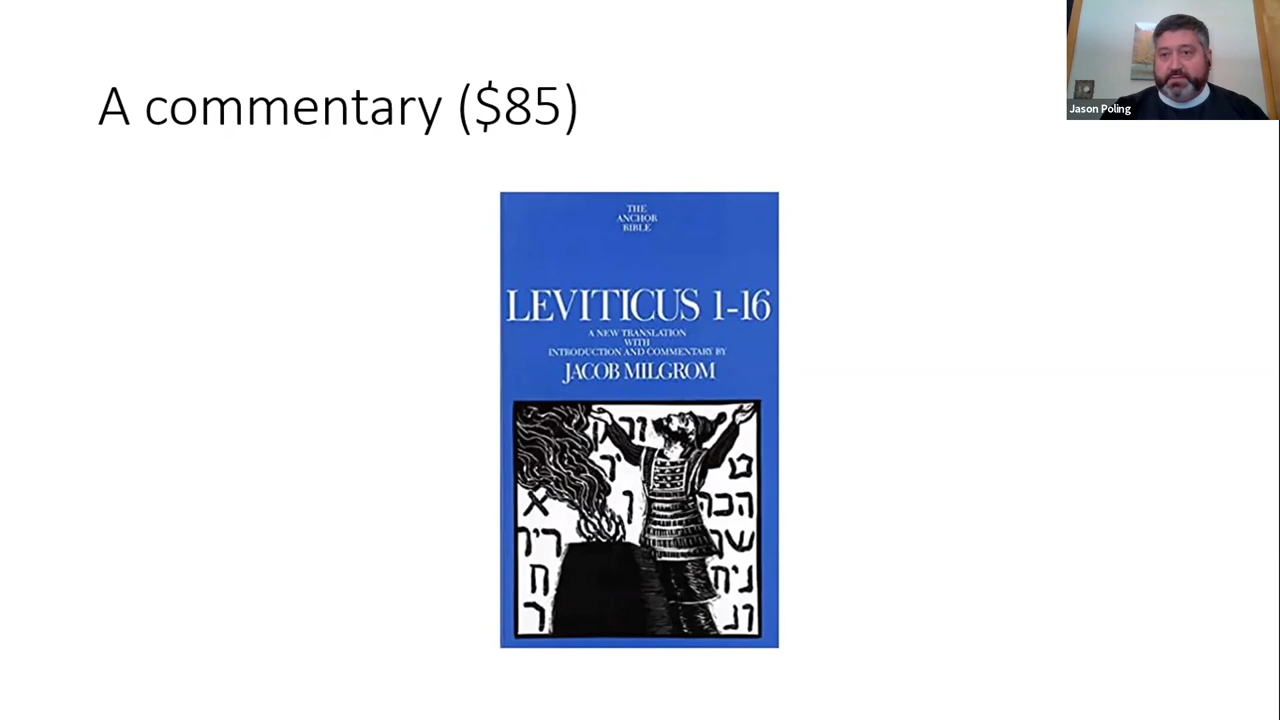 A commentary ($85)
Jason Poling
THE
ANCHOR
BIBLE
LEVITICUS 1-16
A NEW TRANSLATION
WITH
INTRODUCTION AND COMMENTARY BY
JACOB MILGROM